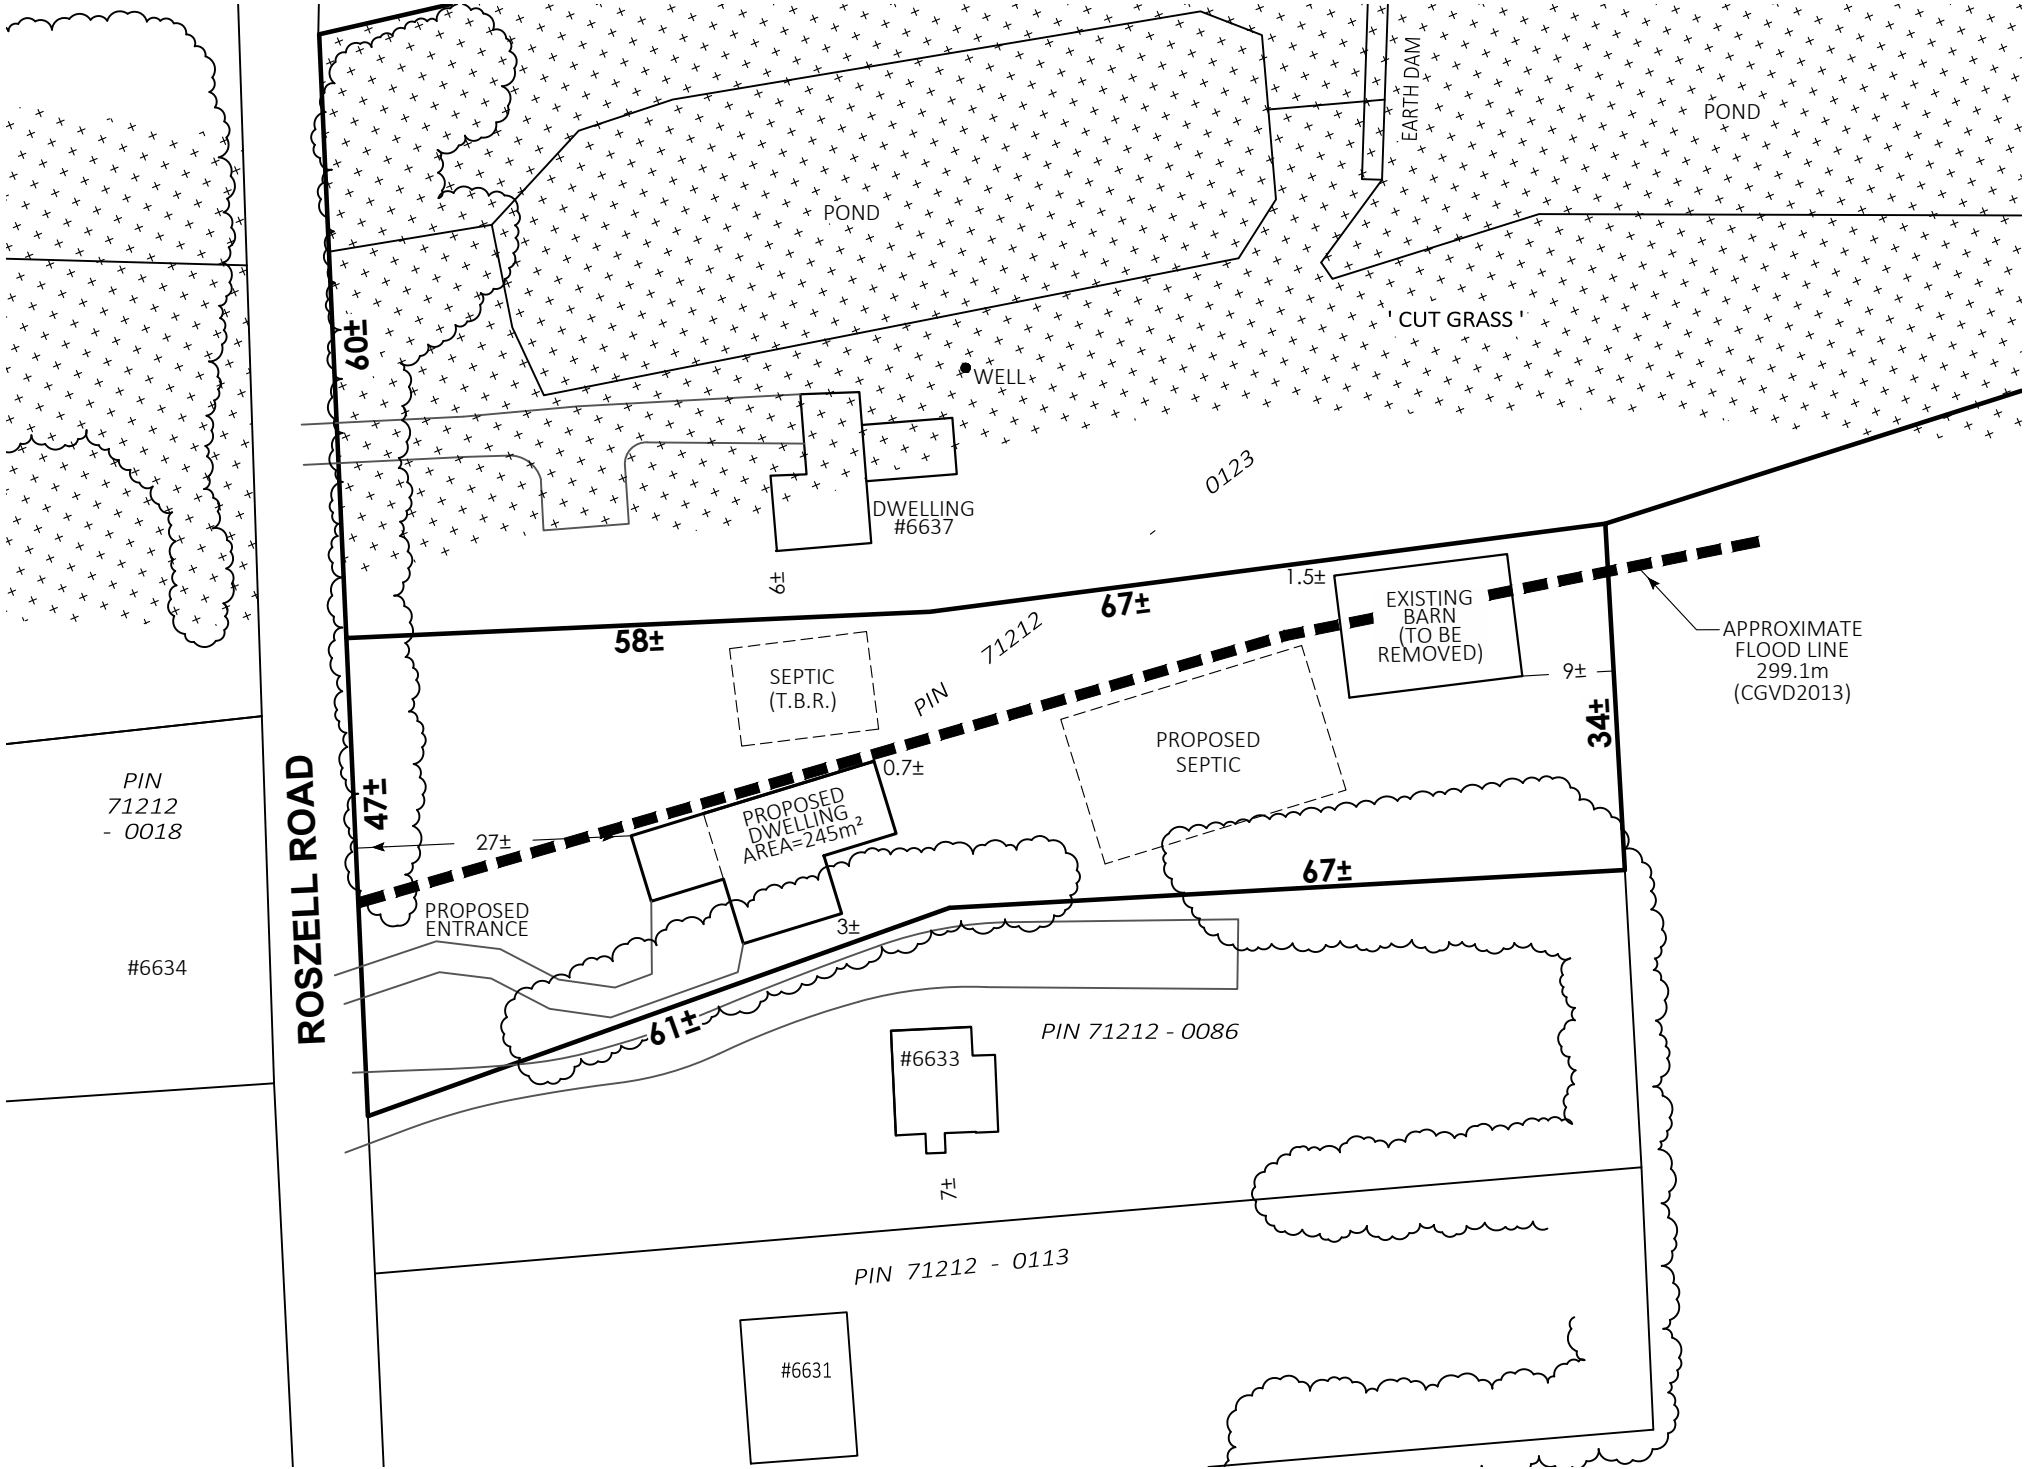 EARTH DAM
POND
POND
CUT GRASS
60±
WELL
0123
DWELLING
#6637
6±
1.5±
67±
58±
EXISTING
BARN
(TO BE
REMOVED)
APPROXIMATE
FLOOD LINE
299.1m
(CGVD2013)
71212
-
PIN
9±
SEPTIC
(T.B.R.)
34±
PROPOSED
SEPTIC
0.7±
PIN
71212
- 0018
47±
ROSZELL ROAD
27±
PROPOSED
DWELLING
AREA=245m²
67±
PROPOSED
ENTRANCE
3±
#6634
61±
PIN 71212 - 0086
#6633
7±
PIN 71212 - 0113
#6631